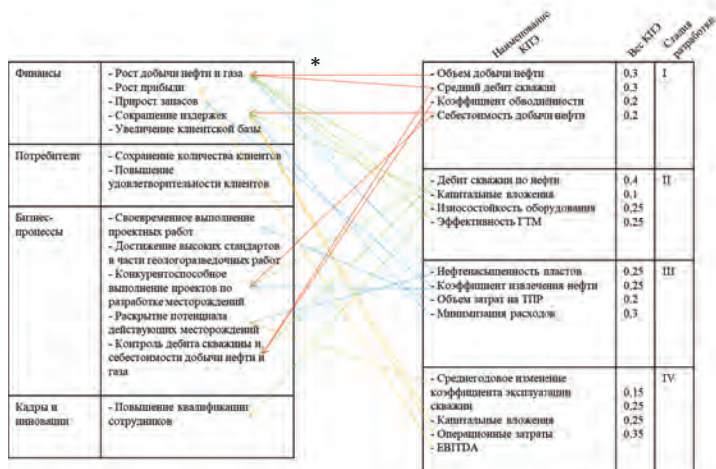 *
Наименование КПЭ
Вес КПЭ
Стадия разработки
Финансы
- Рост добычи нефти и газа
- Рост прибыли
- Прирост запасов
- Сокращение издержек
- Увеличение клиентской базы
Потребители
- Сохранение количества клиентов
- Повышение
удовлетворительности клиентов
Бизнес-
процессы
- Своевременное выполнение
проектных работ
- Достижение высоких стандартов
в части геологоразведочных работ
- Конкурентоспособное
выполнение проектов по
разработке месторождений
- Раскрытие потенциала
действующих месторождений
- Контроль дебита скважины и
себестоимости добычи нефти и
газа
Кадры и
инновации
- Повышение квалификации
сотрудников
- Объем добычи нефти 0,3 I
- Средний дебит скважин 0,3
- Коэффициент обводнённости 0,2
- Себестоимость добычи нефти 0,2
- Дебит скважин по нефти 0,4 II
- Капитальные вложения 0,1
- Износостойкость оборудования 0,25
- Эффективность ГТМ 0,25
- Нефтенасыщенность пластов 0,25 III
- Коэффициент извлечения нефти 0,25
- Объем затрат на ТПР 0,2
- Минимизация расходов 0,3
- Среднегодовое изменение IV
коэффициента эксплуатации 0,15
скважин 0,25
- Капитальные вложения 0,25
- Операционные затраты 0,35
- EBITDA